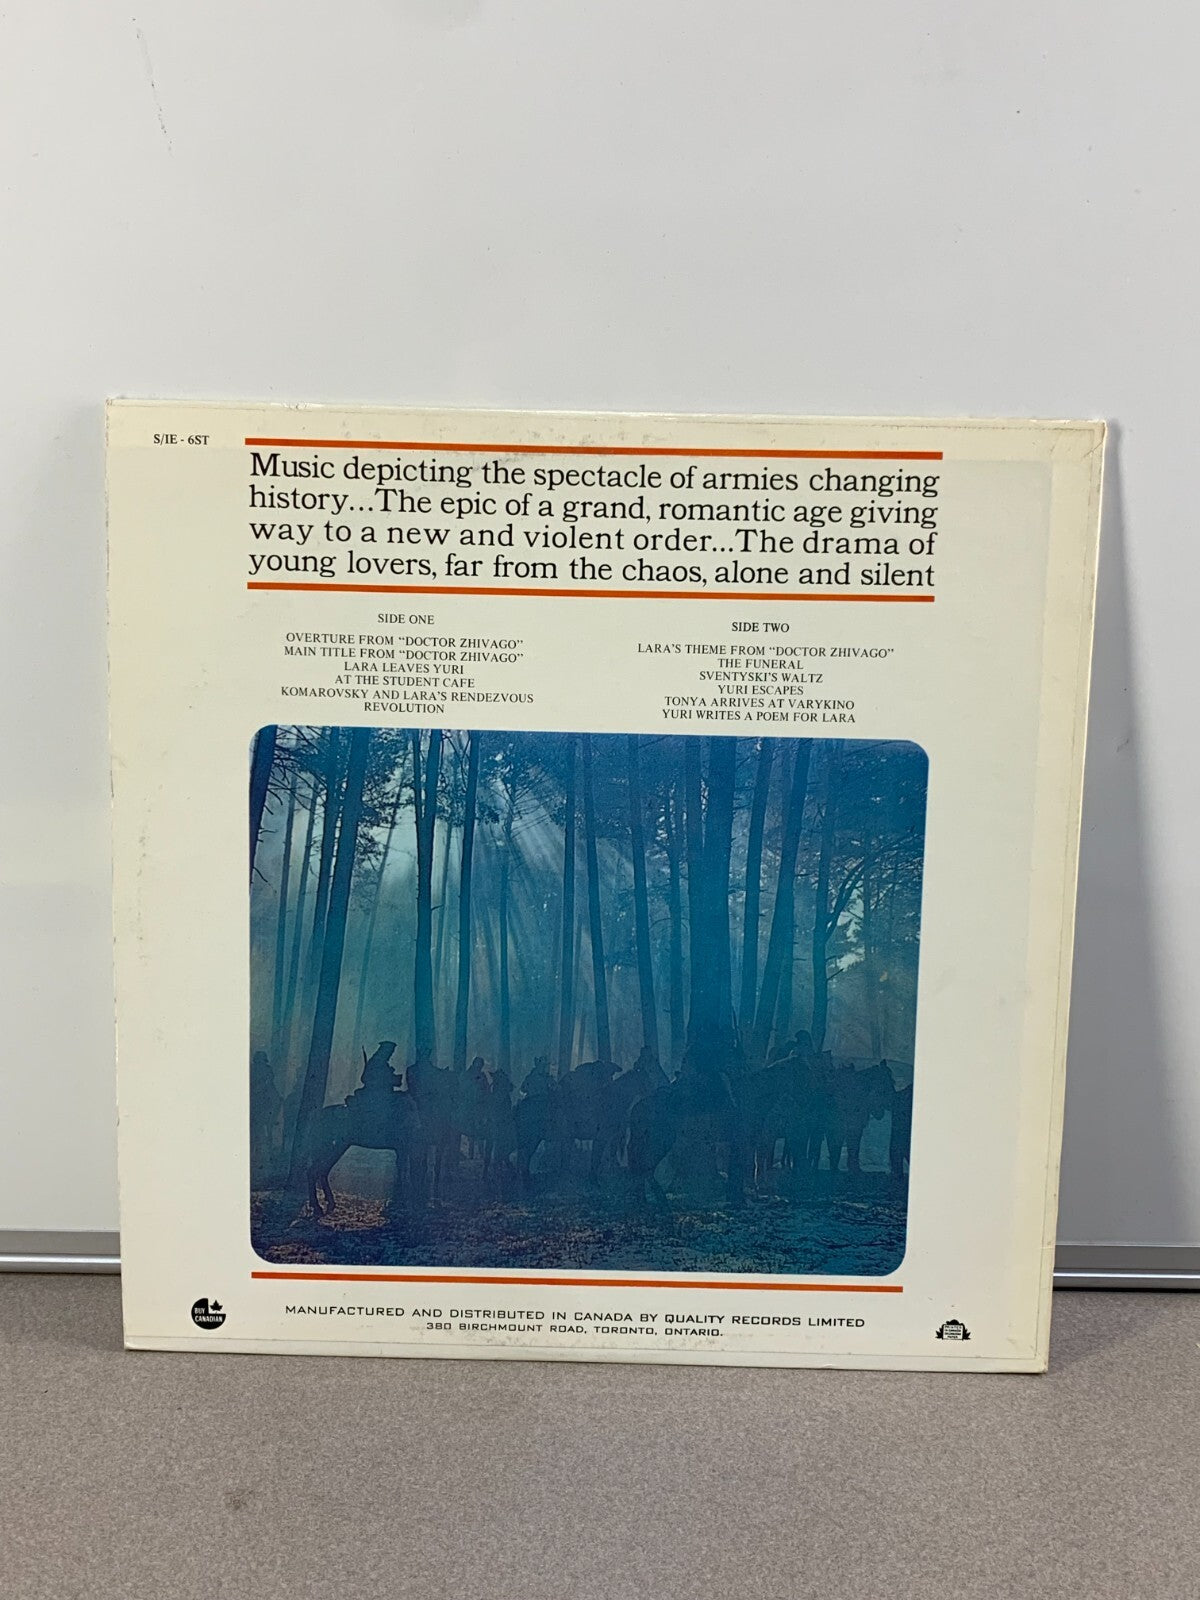 S/IE - 6ST
Music depicting the spectacle of armies changing
history...The epic of a grand, romantic age giving
way to a new and violent order...The drama of
young lovers, far from the chaos, alone and silent
SIDE ONE
OVERTURE FROM “DOCTOR ZHIVAGO”
MAIN TITLE FROM “DOCTOR ZHIVAGO”
LARA LEAVES YURI
AT THE STUDENT CAFE
KOMAROVSKY AND LARA'S RENDEZVOUS
REVOLUTION
SIDE TWO
LARA'S THEME FROM “DOCTOR ZHIVAGO”
THE FUNERAL
SVENTYSKI'S WALTZ
YURI ESCAPES
TONYA ARRIVES AT VARYKINO
YURI WRITES A POEM FOR LARA
BUY
CANADIAN
MANUFACTURED AND DISTRIBUTED IN CANADA BY QUALITY RECORDS LIMITED
380 BIRCHMOUNT ROAD, TORONTO, ONTARIO.